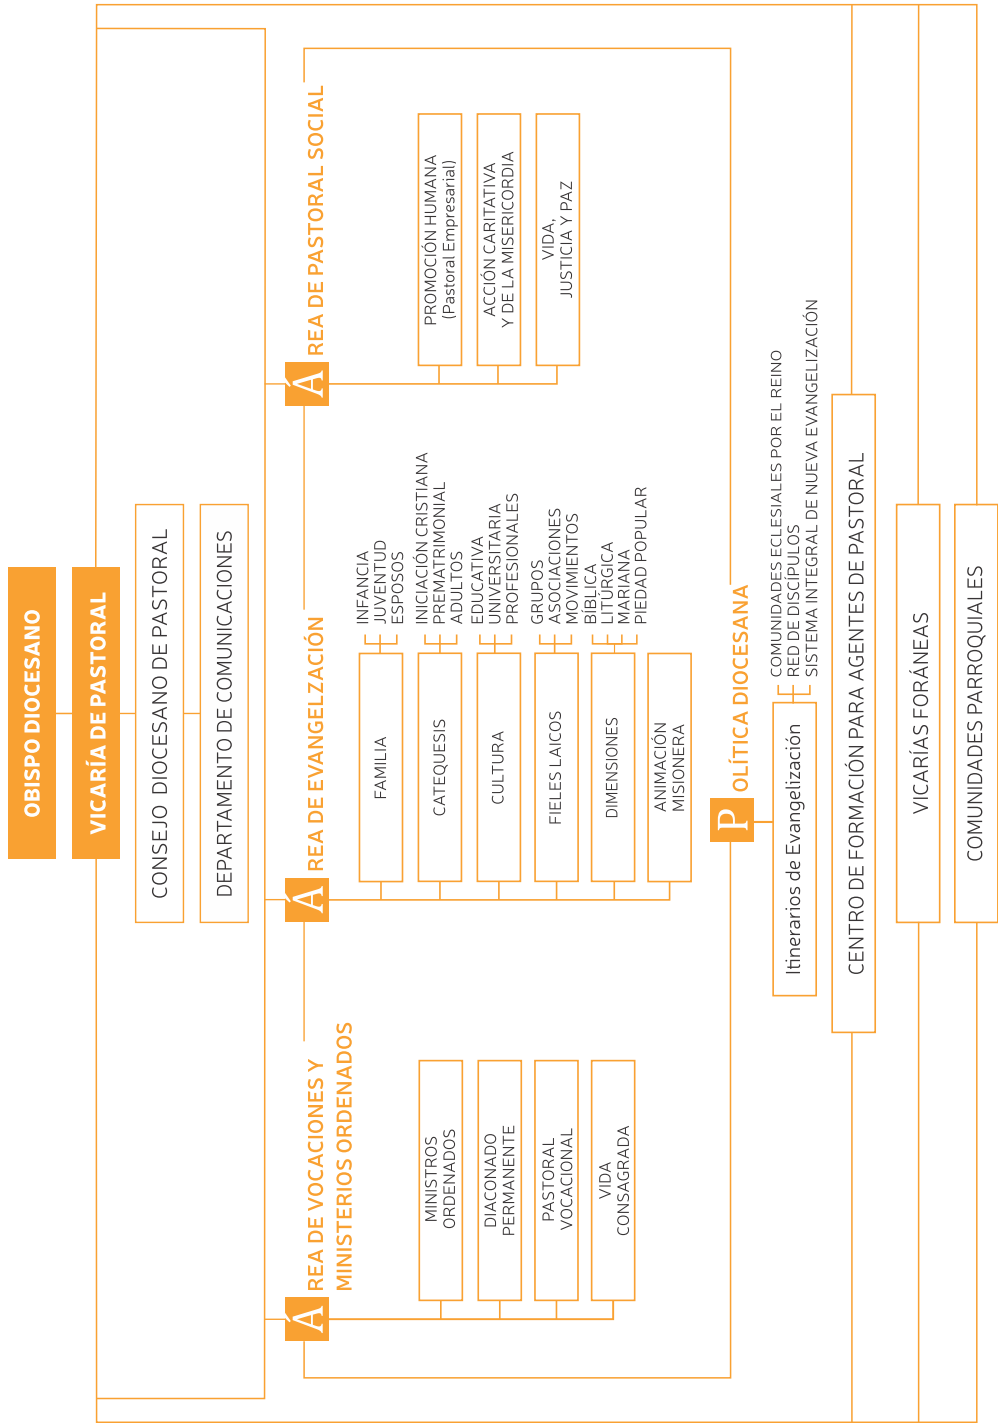 OBISPO DIOCESANO
VICARÍA DE PASTORAL
CONSEJO DIOCESANO DE PASTORAL
DEPARTAMENTO DE COMUNICACIONES
ÁREA DE VOCACIONES Y
MINISTERIOS ORDENADOS
MINISTROS
ORDENADOS
DIACONADO
PERMANENTE
PASTORAL
VOCACIONAL
VIDA
CONSAGRADA
ÁREA DE EVANGELZACIÓN
FAMILIA
INFANCIA
JUVENTUD
ESPOSOS
CATEQUESIS
INICIACIÓN CRISTIANA
PREMATRIMONIAL
ADULTOS
CULTURA
EDUCATIVA
UNIVERSITARIA
PROFESIONALES
FIELES LAICOS
GRUPOS
ASOCIACIONES
MOVIMIENTOS
DIMENSIONES
BÍBLICA
LITÚRGICA
MARIANA
PIEDAD POPULAR
ANIMACIÓN
MISIONERA
ÁREA DE PASTORAL SOCIAL
PROMOCIÓN HUMANA
(Pastoral Empresarial)
ACCIÓN CARITATIVA
Y DE LA MISERICORDIA
VIDA,
JUSTICIA Y PAZ
POLÍTICA DIOCESANA
Itinerarios de Evangelización
COMUNIDADES ECLESIALES POR EL REINO
RED DE DISCÍPULOS
SISTEMA INTEGRAL DE NUEVA EVANGELIZACIÓN
CENTRO DE FORMACIÓN PARA AGENTES DE PASTORAL
VICARÍAS FORÁNEAS
COMUNIDADES PARROQUIALES